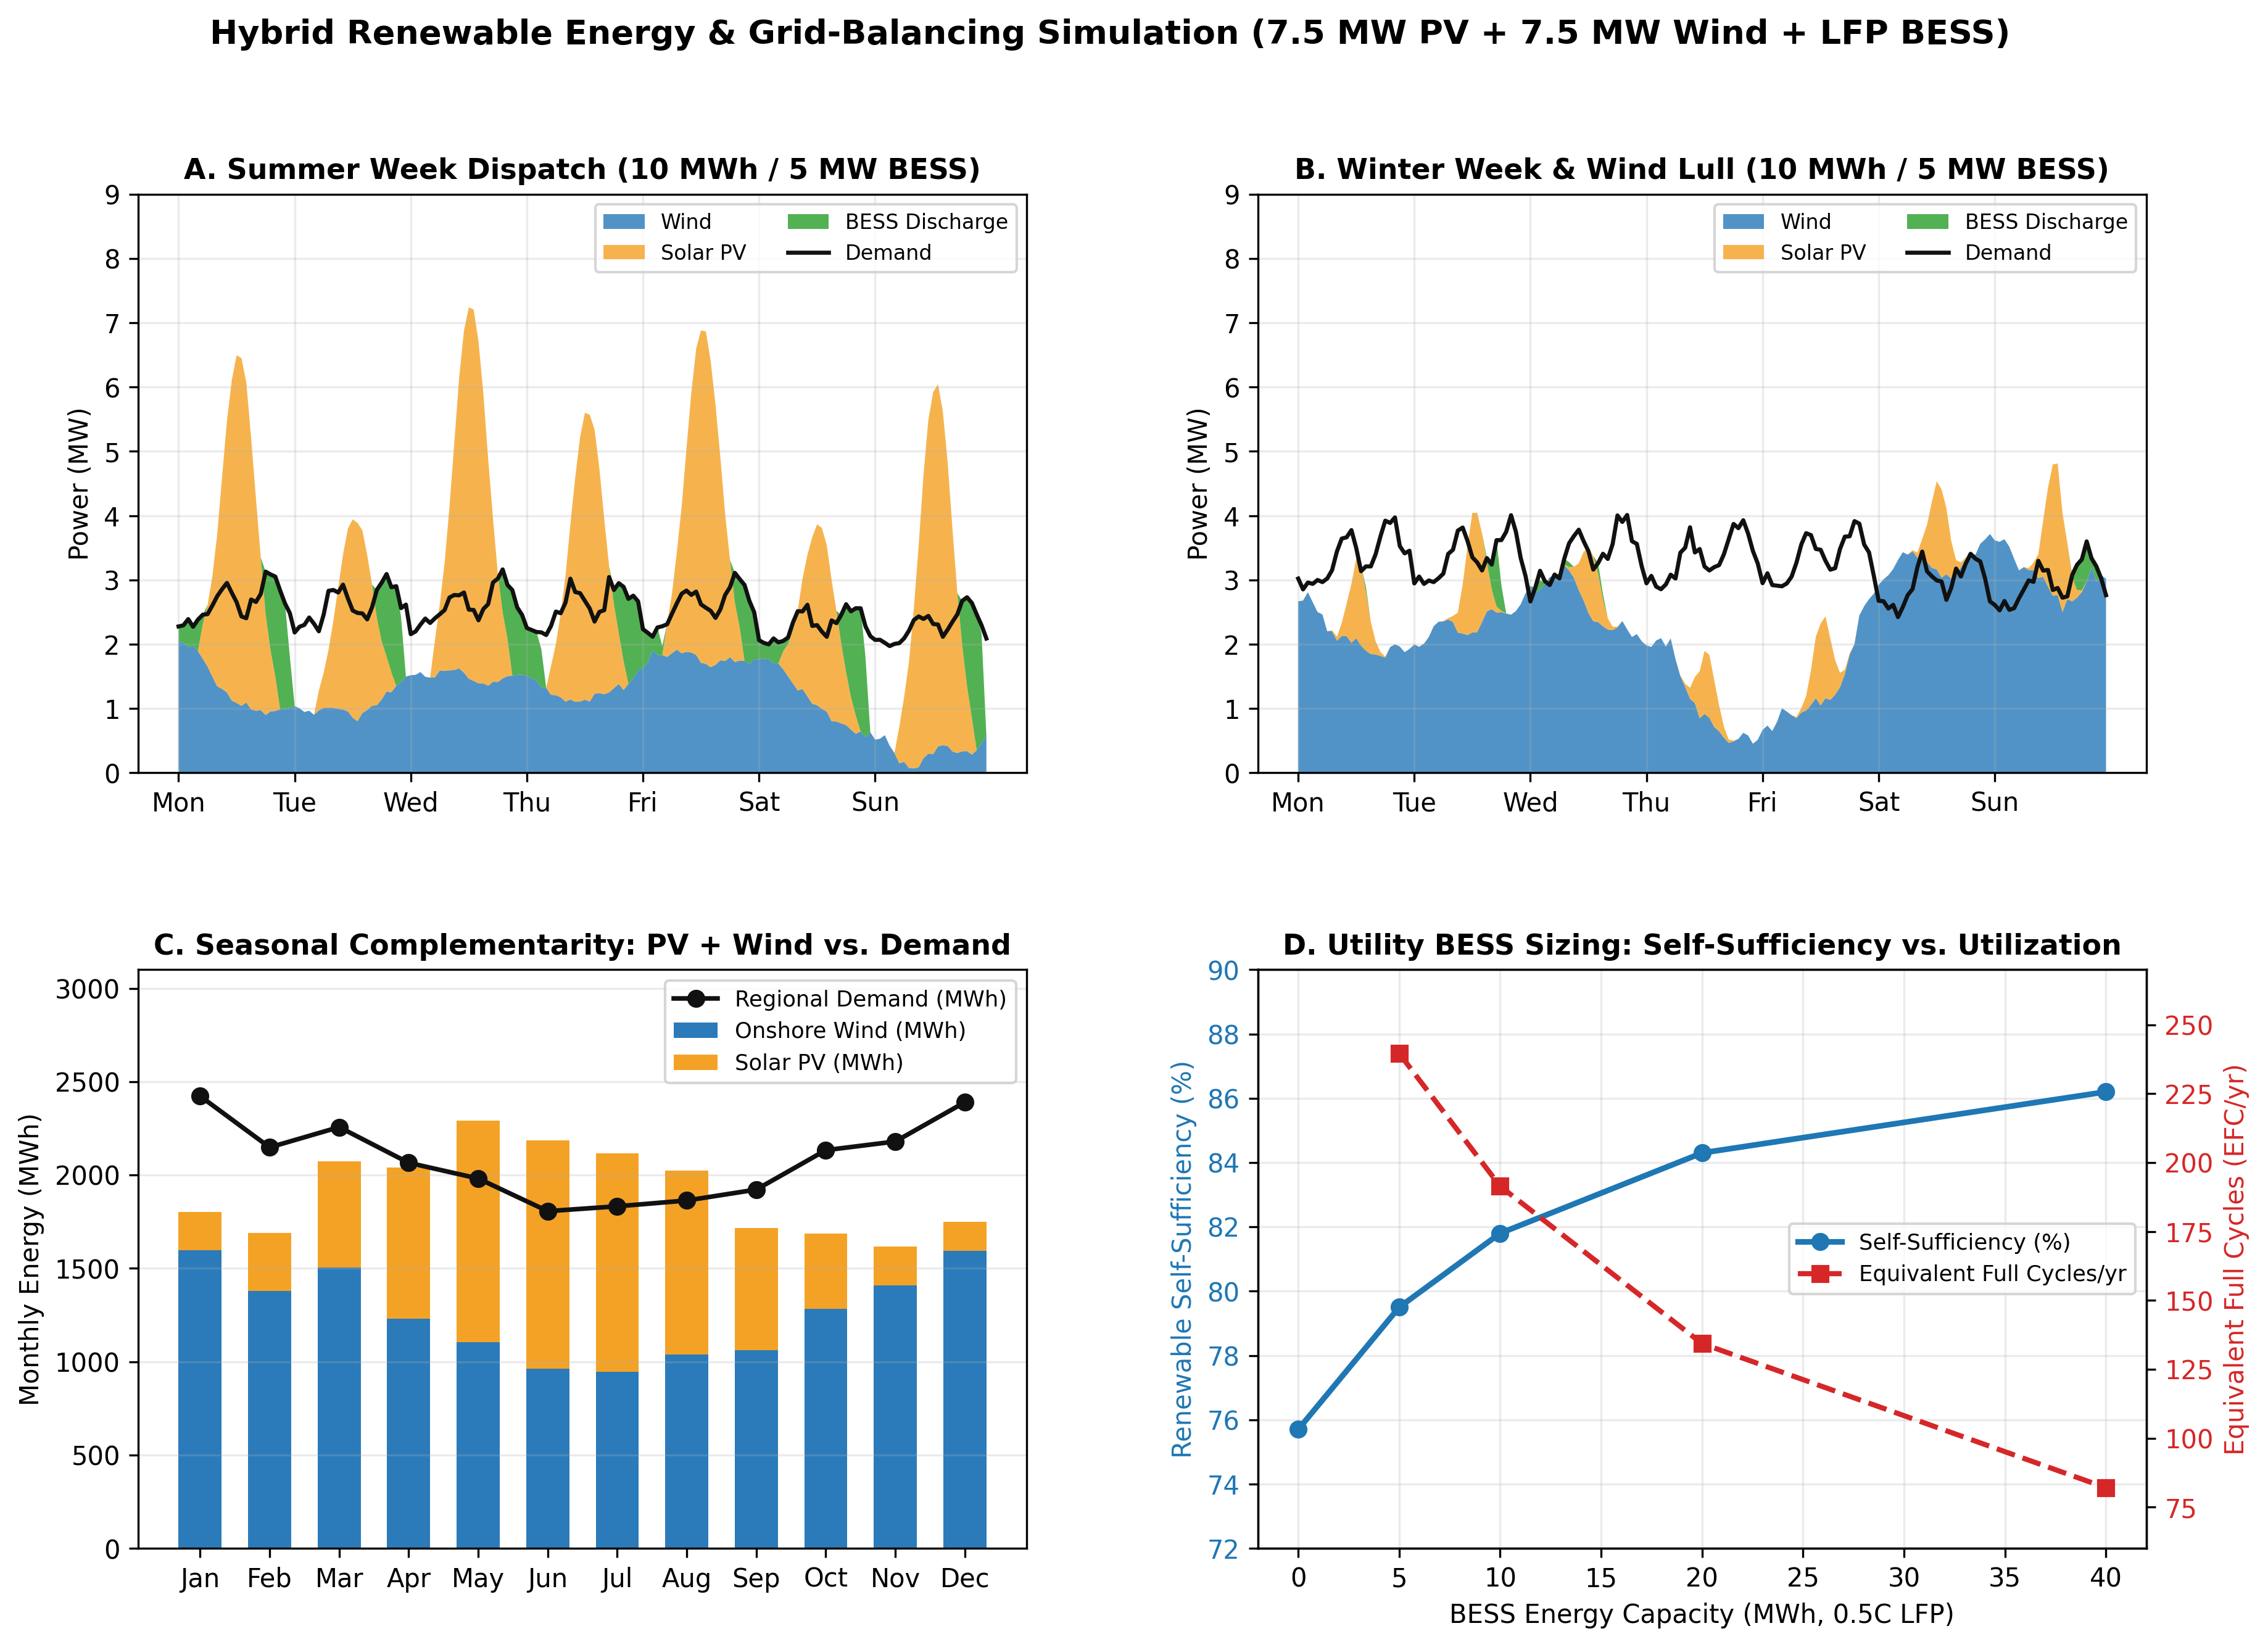 Hybrid Renewable Energy & Grid-Balancing Simulation (7.5 MW PV + 7.5 MW Wind + LFP BESS)
A. Summer Week Dispatch (10 MWh / 5 MW BESS)
Power (MW)
9
8
7
6
5
4
3
2
1
0
Wind
Solar PV
BESS Discharge
Demand
Mon Tue Wed Thu Fri Sat Sun
B. Winter Week & Wind Lull (10 MWh / 5 MW BESS)
Power (MW)
9
8
7
6
5
4
3
2
1
0
Wind
Solar PV
BESS Discharge
Demand
Mon Tue Wed Thu Fri Sat Sun
C. Seasonal Complementarity: PV + Wind vs. Demand
Monthly Energy (MWh)
3000
2500
2000
1500
1000
500
0
Regional Demand (MWh)
Onshore Wind (MWh)
Solar PV (MWh)
Jan Feb Mar Apr May Jun Jul Aug Sep Oct Nov Dec
D. Utility BESS Sizing: Self-Sufficiency vs. Utilization
Renewable Self-Sufficiency (%)
90
88
86
84
82
80
78
76
74
72
Self-Sufficiency (%)
Equivalent Full Cycles/yr
250
225
200
175
150
125
100
75
Equivalent Full Cycles (EFC/yr)
0 5 10 15 20 25 30 35 40
BESS Energy Capacity (MWh, 0.5C LFP)